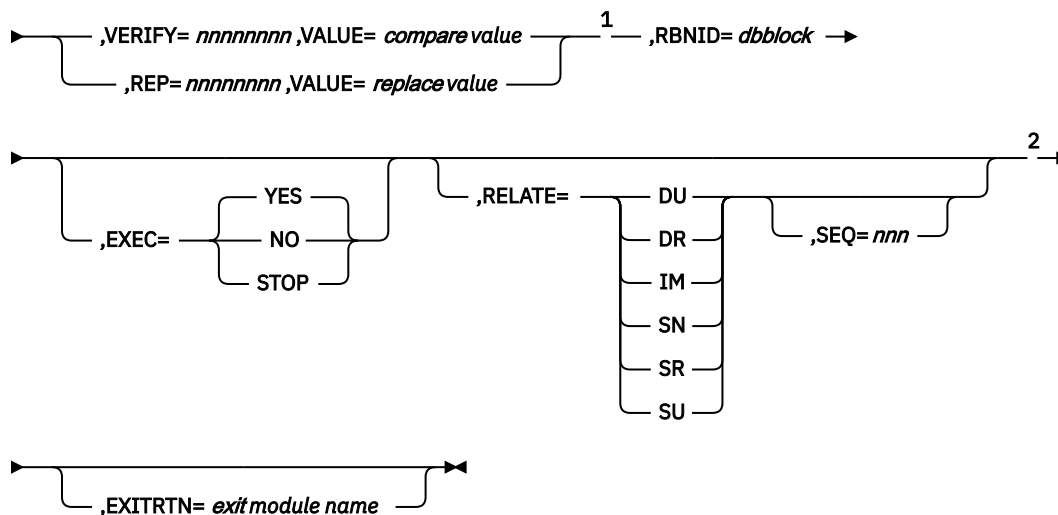 ,VERIFY= nnnnnnnn ,VALUE= compare value 1 ,RBNID= dbblock
,REP= nnnnnnnn ,VALUE= replace value
2
,EXEC= YES
NO
STOP
,RELATE= DU
DR
IM
SN
SR
SU
,SEQ= nnn
,EXITRTN= exit module name